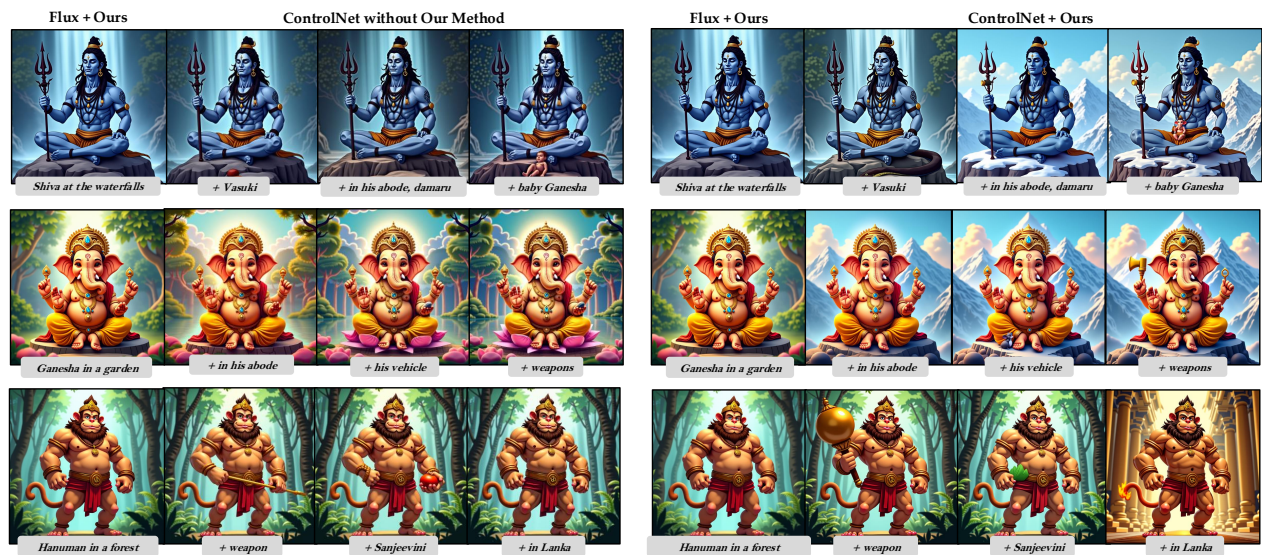 Flux + Ours
ControlNet without Our Method
Flux + Ours
ControlNet + Ours
Shiva at the waterfalls
+ Vasuki
+ in his abode, damaru
+ baby Ganesha
Shiva at the waterfalls
+ Vasuki
+ in his abode, damaru
+ baby Ganesha
Ganesha in a garden
+ in his abode
+ his vehicle
+ weapons
Ganesha in a garden
+ in his abode
+ his vehicle
+ weapons
Hanuman in a forest
+ weapon
+ Sanjeevini
+ in Lanka
Hanuman in a forest
+ weapon
+ Sanjeevini
+ in Lanka